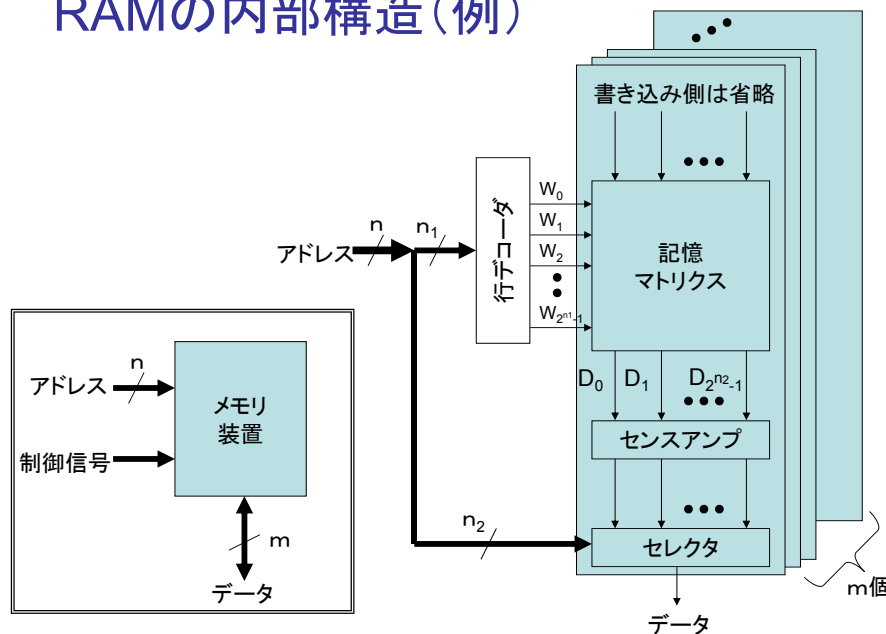 RAMの内部構造(例)
書き込み側は省略
•••
•••
アドレス
n
n₁
行デコーダ
W₀
W₁
W₂
W₂ⁿ¹₋₁
記憶
マトリクス
D₀
D₁
D₂ⁿ²₋₁
•••
センスアンプ
•••
n₂
セレクタ
m個
データ
n
アドレス
メモリ
装置
制御信号
m
データ